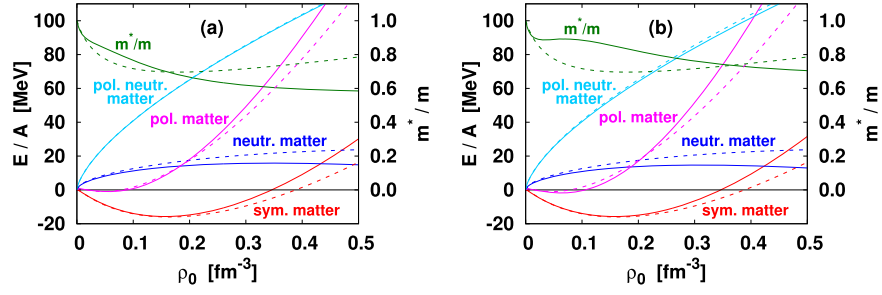 (a)
m*/m
pol. neutr.
matter
pol. matter
neutr. matter
sym. matter
E / A [MeV]
100
80
60
40
20
0
-20
0
0.1
0.2
0.3
0.4
0.5
ρ0 [fm-3]
1.0
0.8
0.6
0.4
0.2
0.0
m* / m
(b)
m*/m
pol. neutr.
matter
pol. matter
neutr. matter
sym. matter
E / A [MeV]
100
80
60
40
20
0
-20
0
0.1
0.2
0.3
0.4
0.5
ρ0 [fm-3]
1.0
0.8
0.6
0.4
0.2
0.0
m* / m